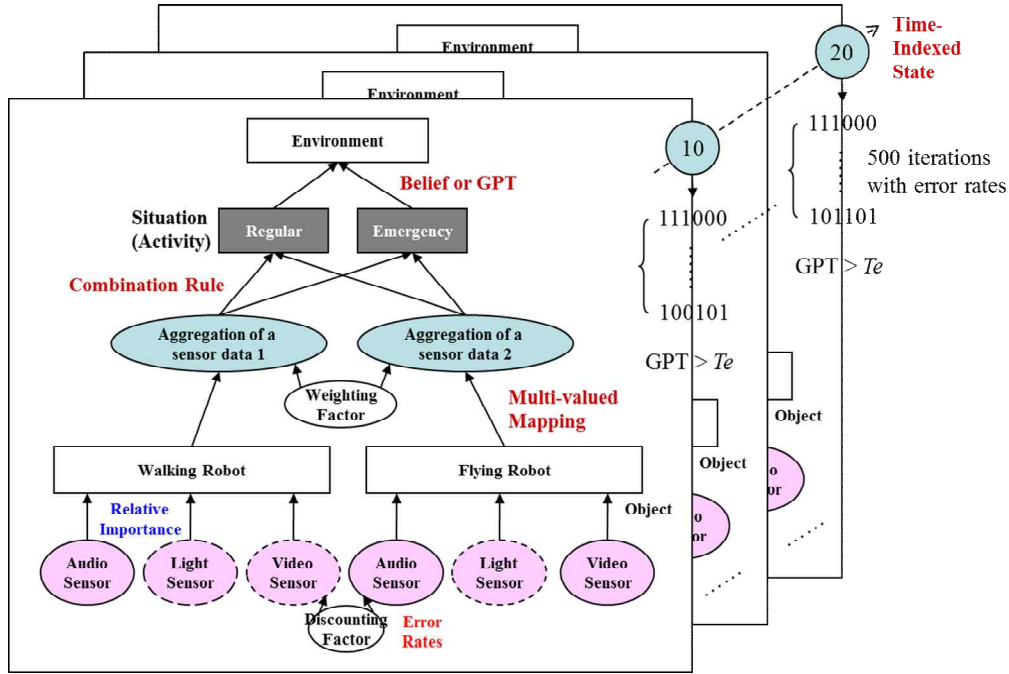 Time-
Indexed
State
20
Environment
Environment
111000
500 iterations
with error rates
101101
GPT > Te
10
Environment
Belief or GPT
Situation
(Activity)
Regular
Emergency
111000
100101
GPT > Te
Combination Rule
Aggregation of a
sensor data 1
Aggregation of a
sensor data 2
Weighting
Factor
Multi-valued
Mapping
Object
Object
Walking Robot
Flying Robot
Object
Relative
Importance
Audio
Sensor
Light
Sensor
Video
Sensor
Audio
Sensor
Light
Sensor
Video
Sensor
Discounting
Factor
Error
Rates